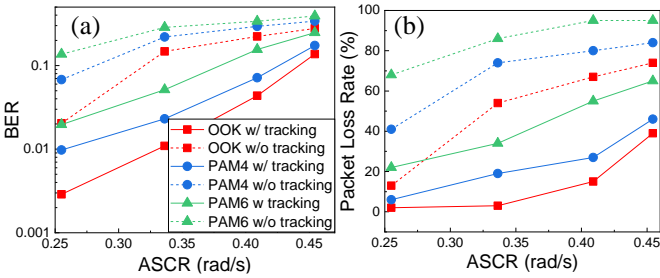 (a)
BER
0.1
0.01
0.001
0.25 0.30 0.35 0.40 0.45
ASCR (rad/s)
OOK w/ tracking
OOK w/o tracking
PAM4 w/ tracking
PAM4 w/o tracking
PAM6 w tracking
PAM6 w/o tracking
(b)
Packet Loss Rate (%)
100
80
60
40
20
0
0.25 0.30 0.35 0.40 0.45
ASCR (rad/s)